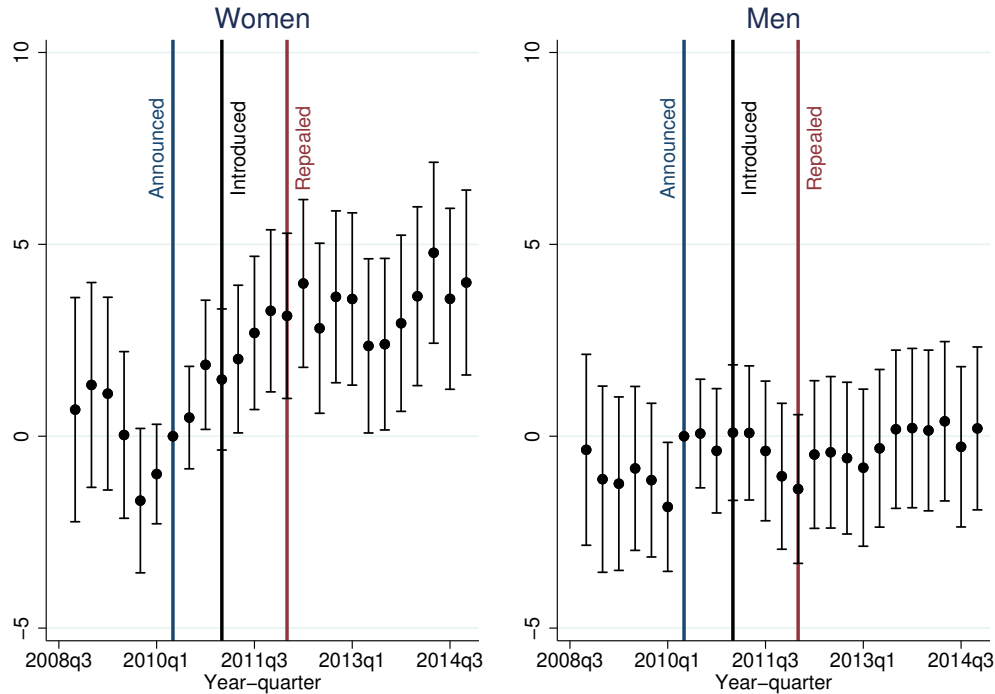 Women
10
5
0
−5
Announced
Introduced
Repealed
2008q3 2010q1 2011q3 2013q1 2014q3
Year−quarter
Men
10
5
0
−5
Announced
Introduced
Repealed
2008q3 2010q1 2011q3 2013q1 2014q3
Year−quarter